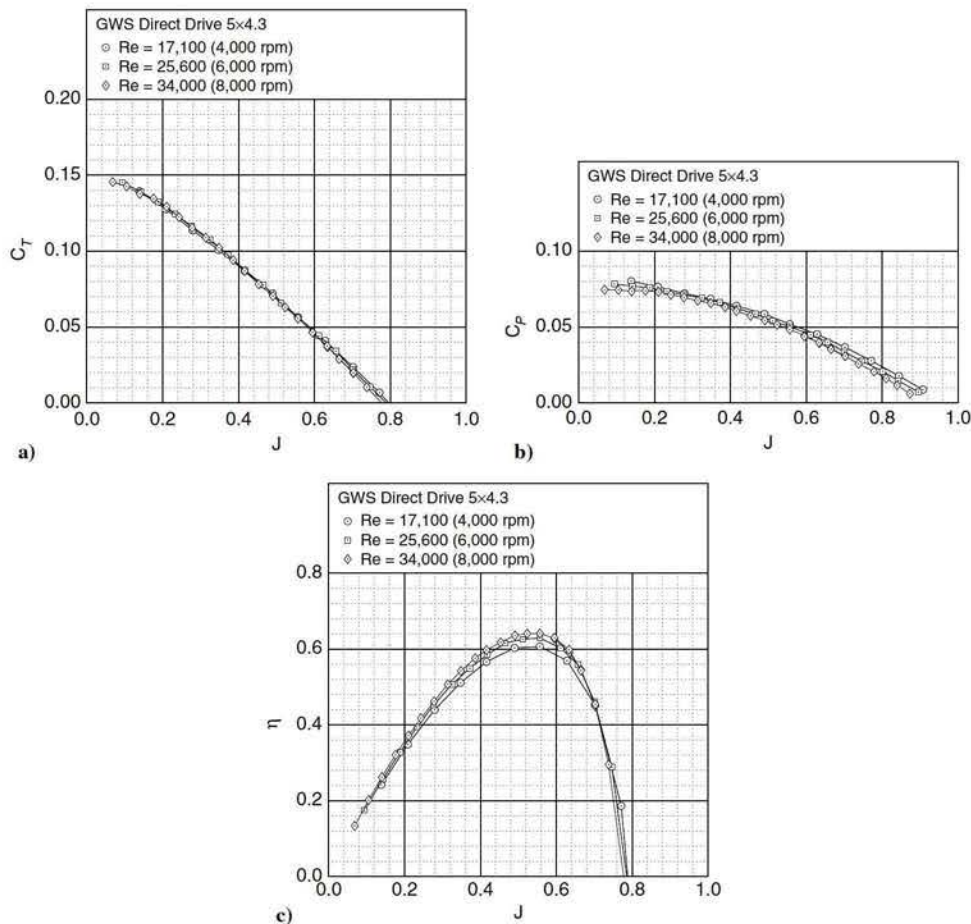 GWS Direct Drive 5×4.3
Re = 17,100 (4,000 rpm)
Re = 25,600 (6,000 rpm)
Re = 34,000 (8,000 rpm)
0.20
0.15
0.10
0.05
0.00
C_T
0.0 0.2 0.4 0.6 0.8 1.0
J
a)
GWS Direct Drive 5×4.3
Re = 17,100 (4,000 rpm)
Re = 25,600 (6,000 rpm)
Re = 34,000 (8,000 rpm)
0.10
0.05
0.00
C_P
0.0 0.2 0.4 0.6 0.8 1.0
J
b)
GWS Direct Drive 5×4.3
Re = 17,100 (4,000 rpm)
Re = 25,600 (6,000 rpm)
Re = 34,000 (8,000 rpm)
0.8
0.6
0.4
0.2
0.0
η
0.0 0.2 0.4 0.6 0.8 1.0
J
c)